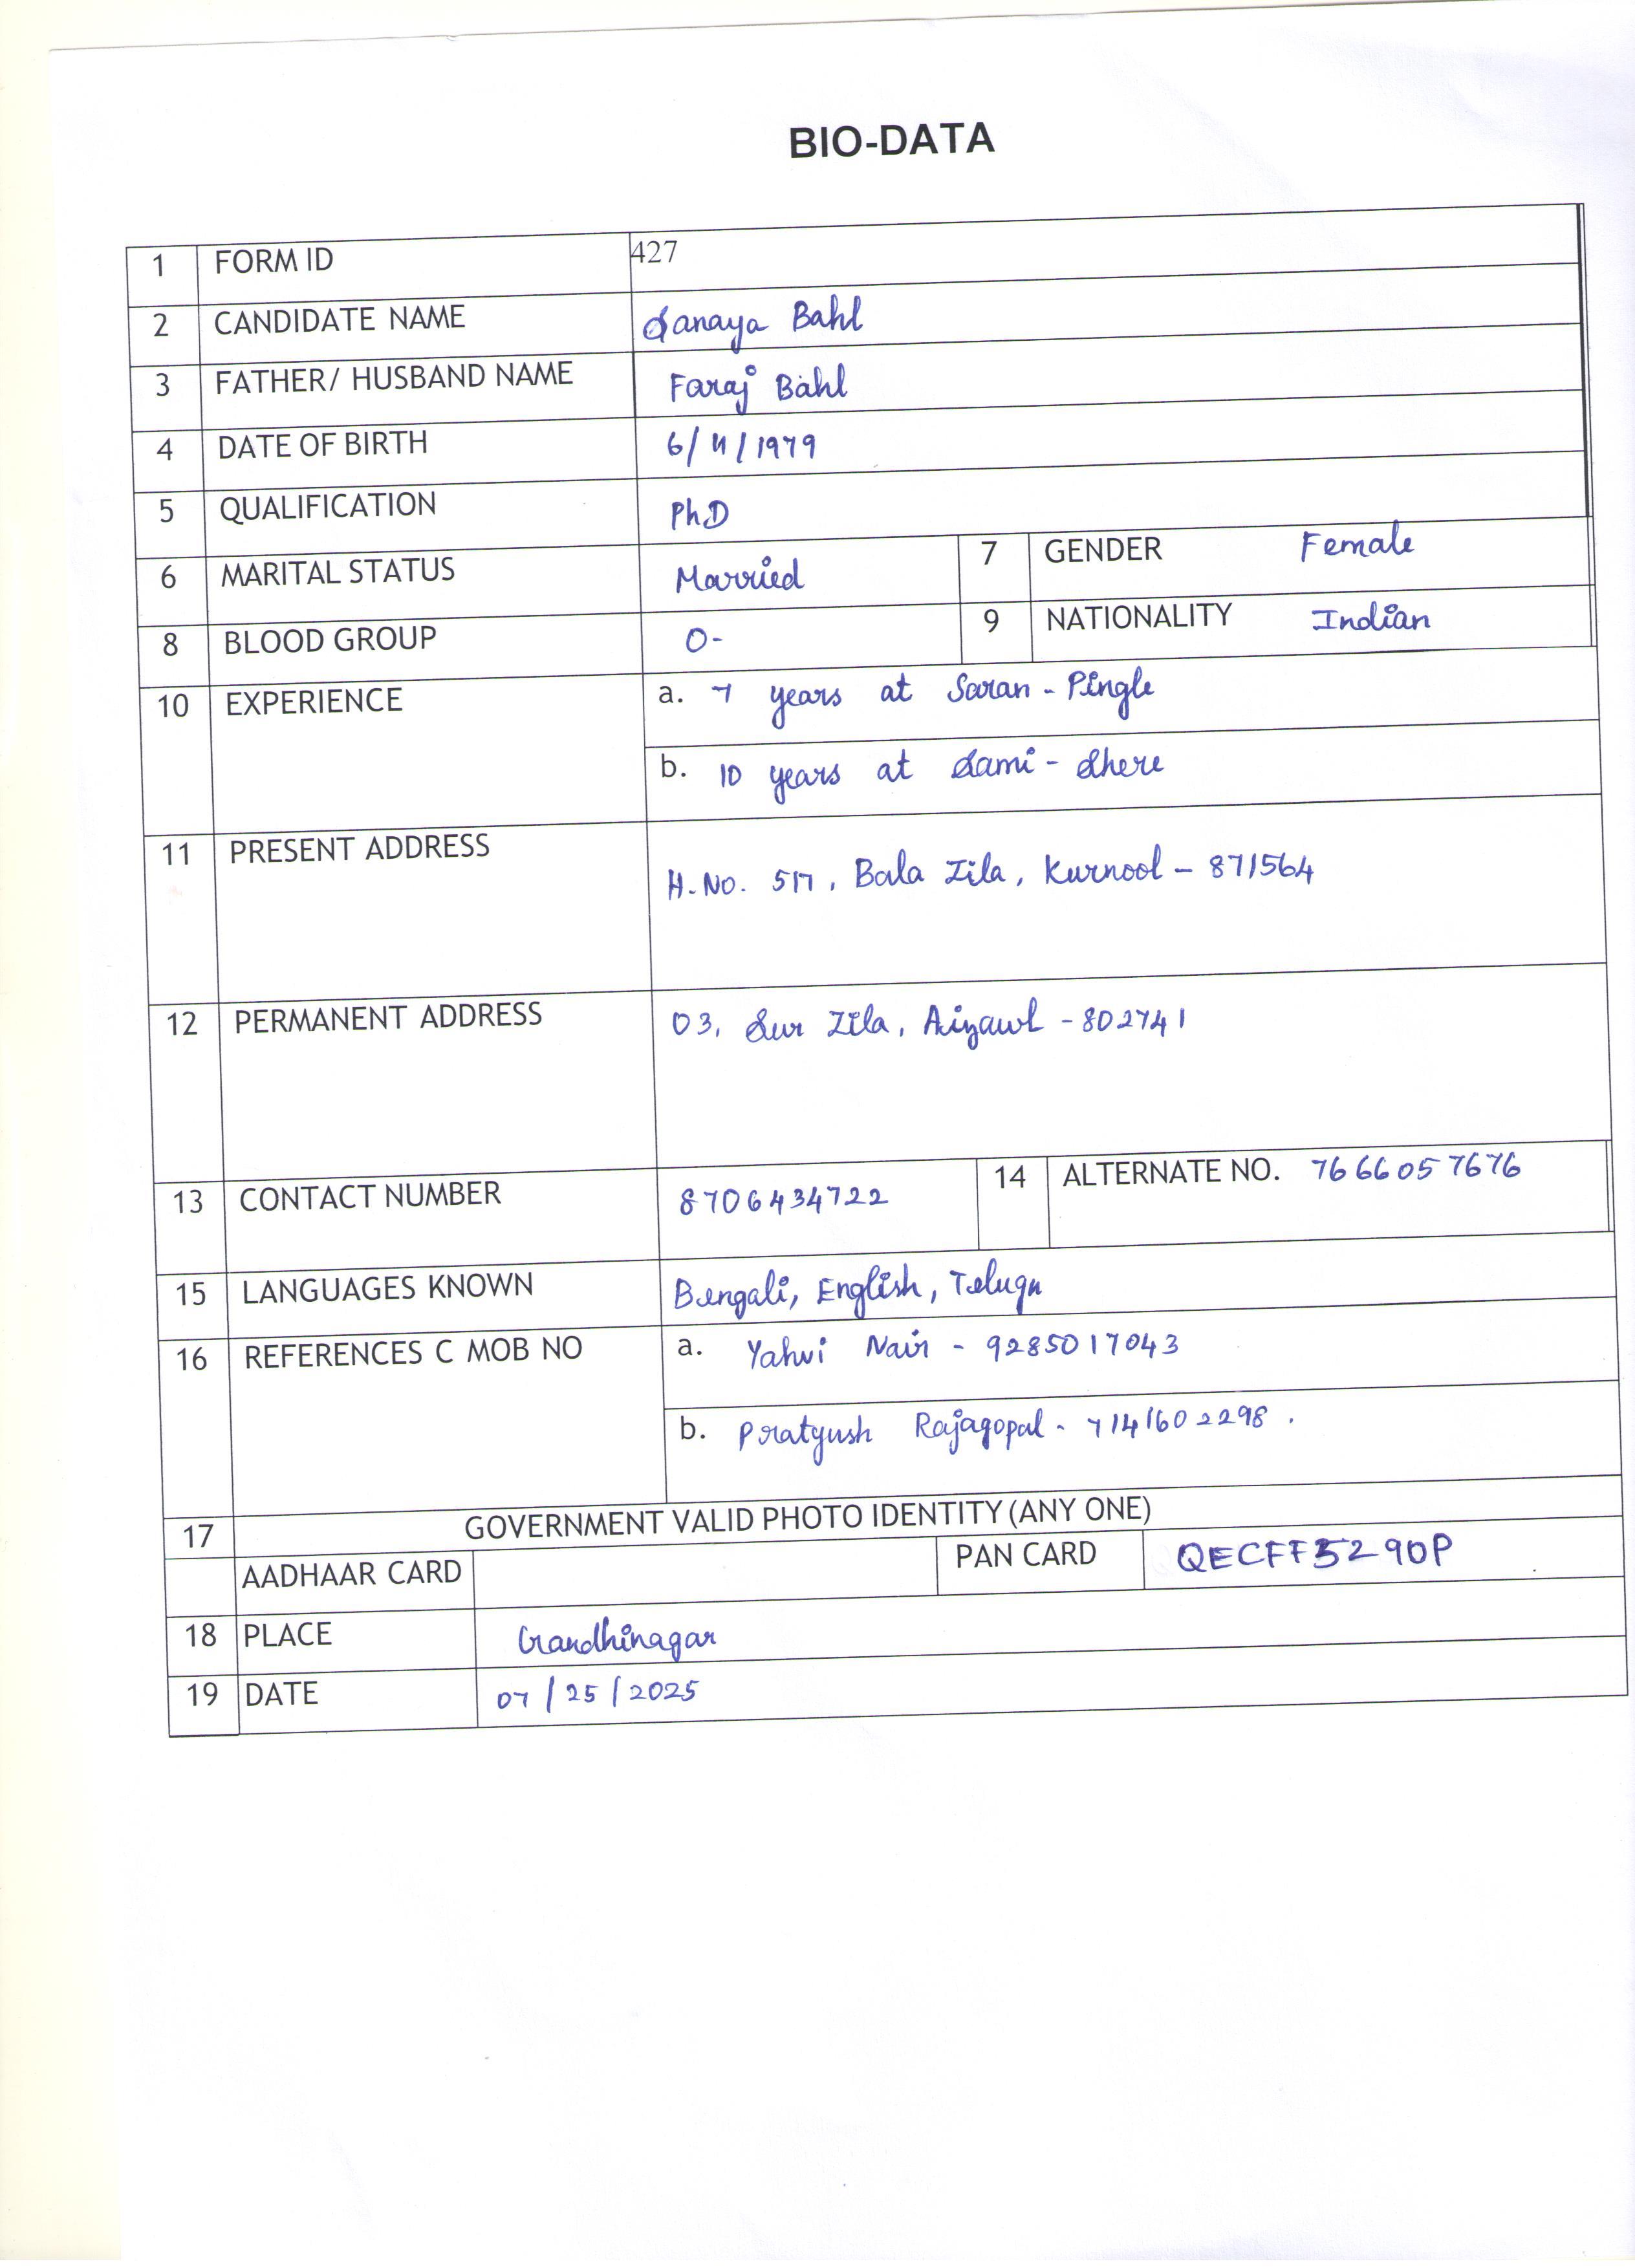 BIO-DATA
1 FORM ID 427
2 CANDIDATE NAME Sanaya Bahl
3 FATHER/ HUSBAND NAME Faraj Bahl
4 DATE OF BIRTH 6/11/1979
5 QUALIFICATION PhD
6 MARITAL STATUS Married 7 GENDER Female
8 BLOOD GROUP O- 9 NATIONALITY Indian
10 EXPERIENCE a. 7 years at Saran - Pingle
b. 10 years at Sami - Shere
11 PRESENT ADDRESS
H.No. 517, Bala Zila, Kurnool - 871564
12 PERMANENT ADDRESS 03, Sur Zila, Aizawl - 802741
13 CONTACT NUMBER 8706434722 14 ALTERNATE NO. 7666057676
15 LANGUAGES KNOWN Bengali, English, Telugu
16 REFERENCES C MOB NO a. Yahvi Nair - 9285017043
b. Pratyush Rajagopal - 7141602298.
17 GOVERNMENT VALID PHOTO IDENTITY (ANY ONE)
AADHAAR CARD PAN CARD QECFF5290P
18 PLACE Gandhinagar
19 DATE 07/25/2025